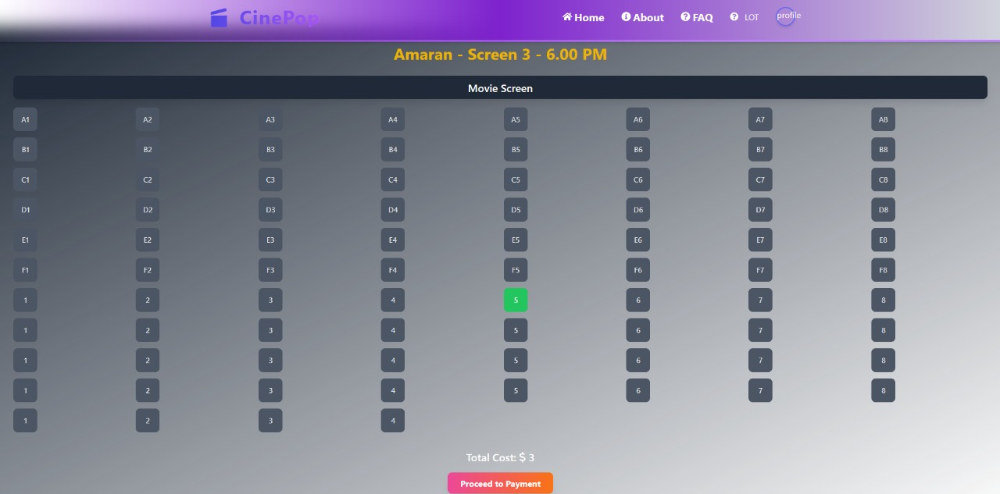 CinePop Home About FAQ LOT profile
Amaran - Screen 3 - 6.00 PM
Movie Screen
A1 A2 A3 A4 A5 A6 A7 A8
B1 B2 B3 B4 B5 B6 B7 B8
C1 C2 C3 C4 C5 C6 C7 C8
D1 D2 D3 D4 D5 D6 D7 D8
E1 E2 E3 E4 E5 E6 E7 E8
F1 F2 F3 F4 F5 F6 F7 F8
1 2 3 4 5 6 7 8
1 2 3 4 5 6 7 8
1 2 3 4 5 6 7 8
1 2 3 4 5 6 7 8
1 2 3 4
Total Cost: $ 3
Proceed to Payment